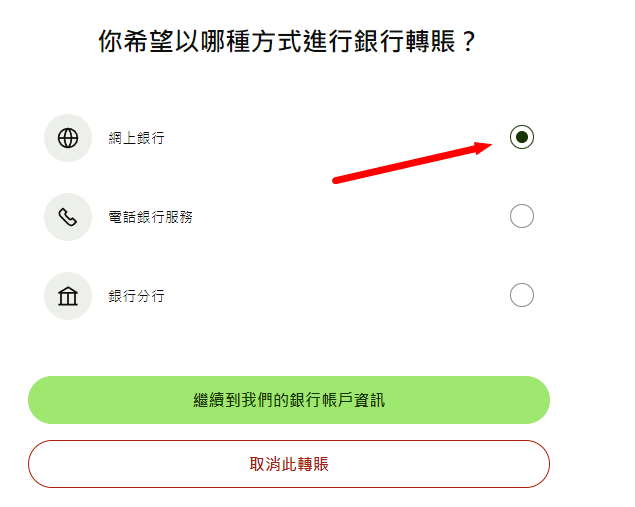 你希望以哪種方式進行銀行轉賬？
網上銀行
電話銀行服務
銀行分行
繼續到我們的銀行帳戶資訊
取消此轉賬